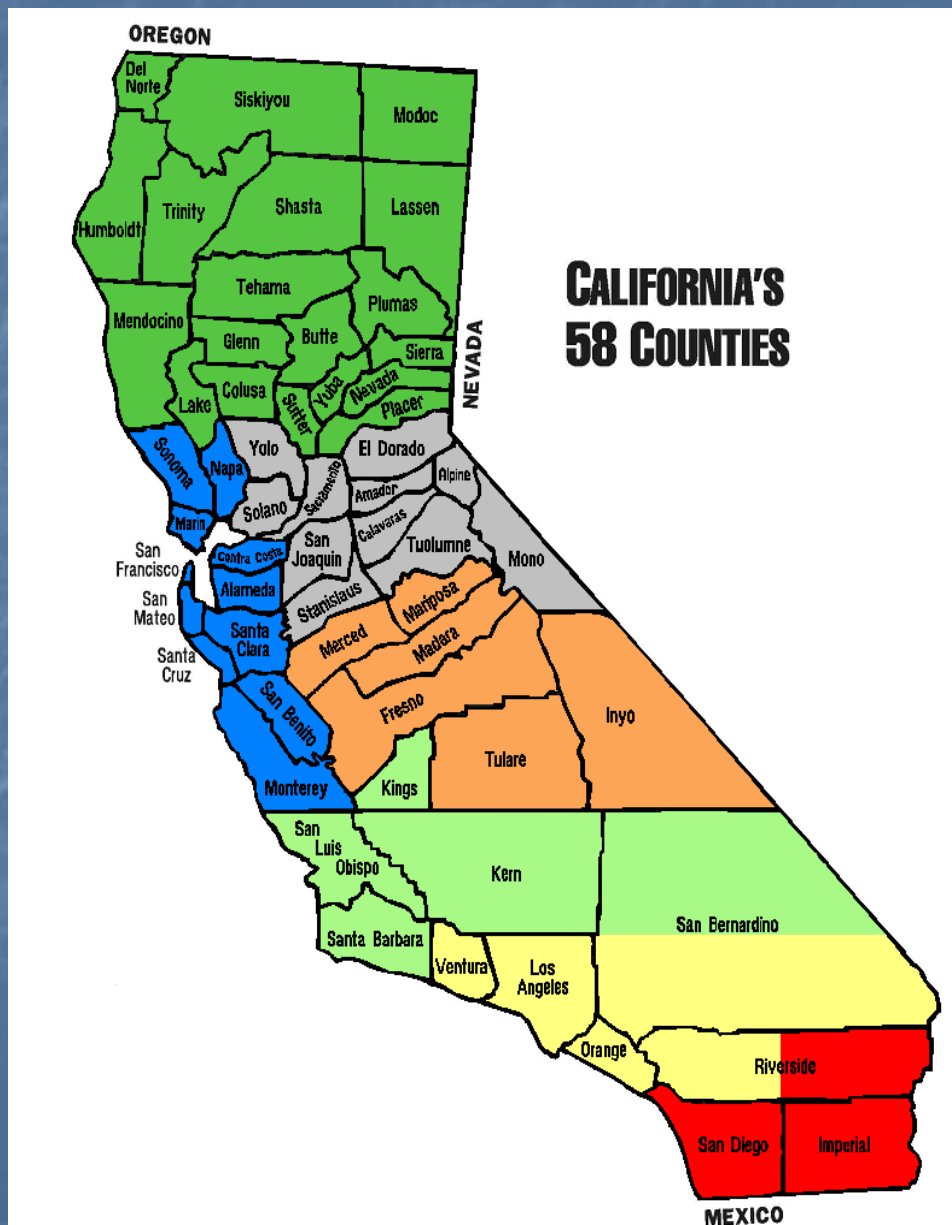 OREGON
Del
Norte
Siskiyou
Modoc
Humboldt
Trinity
Shasta
Lassen
CALIFORNIA'S
58 COUNTIES
Tehama
Plumas
Mendocino
Glenn
Butte
Sierra
NEVADA
Colusa
Lake
Sutter
Yuba
Nevada
Placer
Sonoma
Napa
Yolo
Sacramento
El Dorado
Alpine
Amador
Solano
Marin
Calavaras
San
Joaquin
Tuolumne
Mono
San
Francisco
Contra Costa
Alameda
Stanislaus
Mariposa
San
Mateo
Santa
Clara
Merced
Madara
Santa
Cruz
San Benito
Fresno
Inyo
Tulare
Monterey
Kings
San
Luis
Obispo
Kern
San Bernardino
Santa Barbara
Ventura
Los
Angeles
Orange
Riverside
San Diego
Imperial
MEXICO